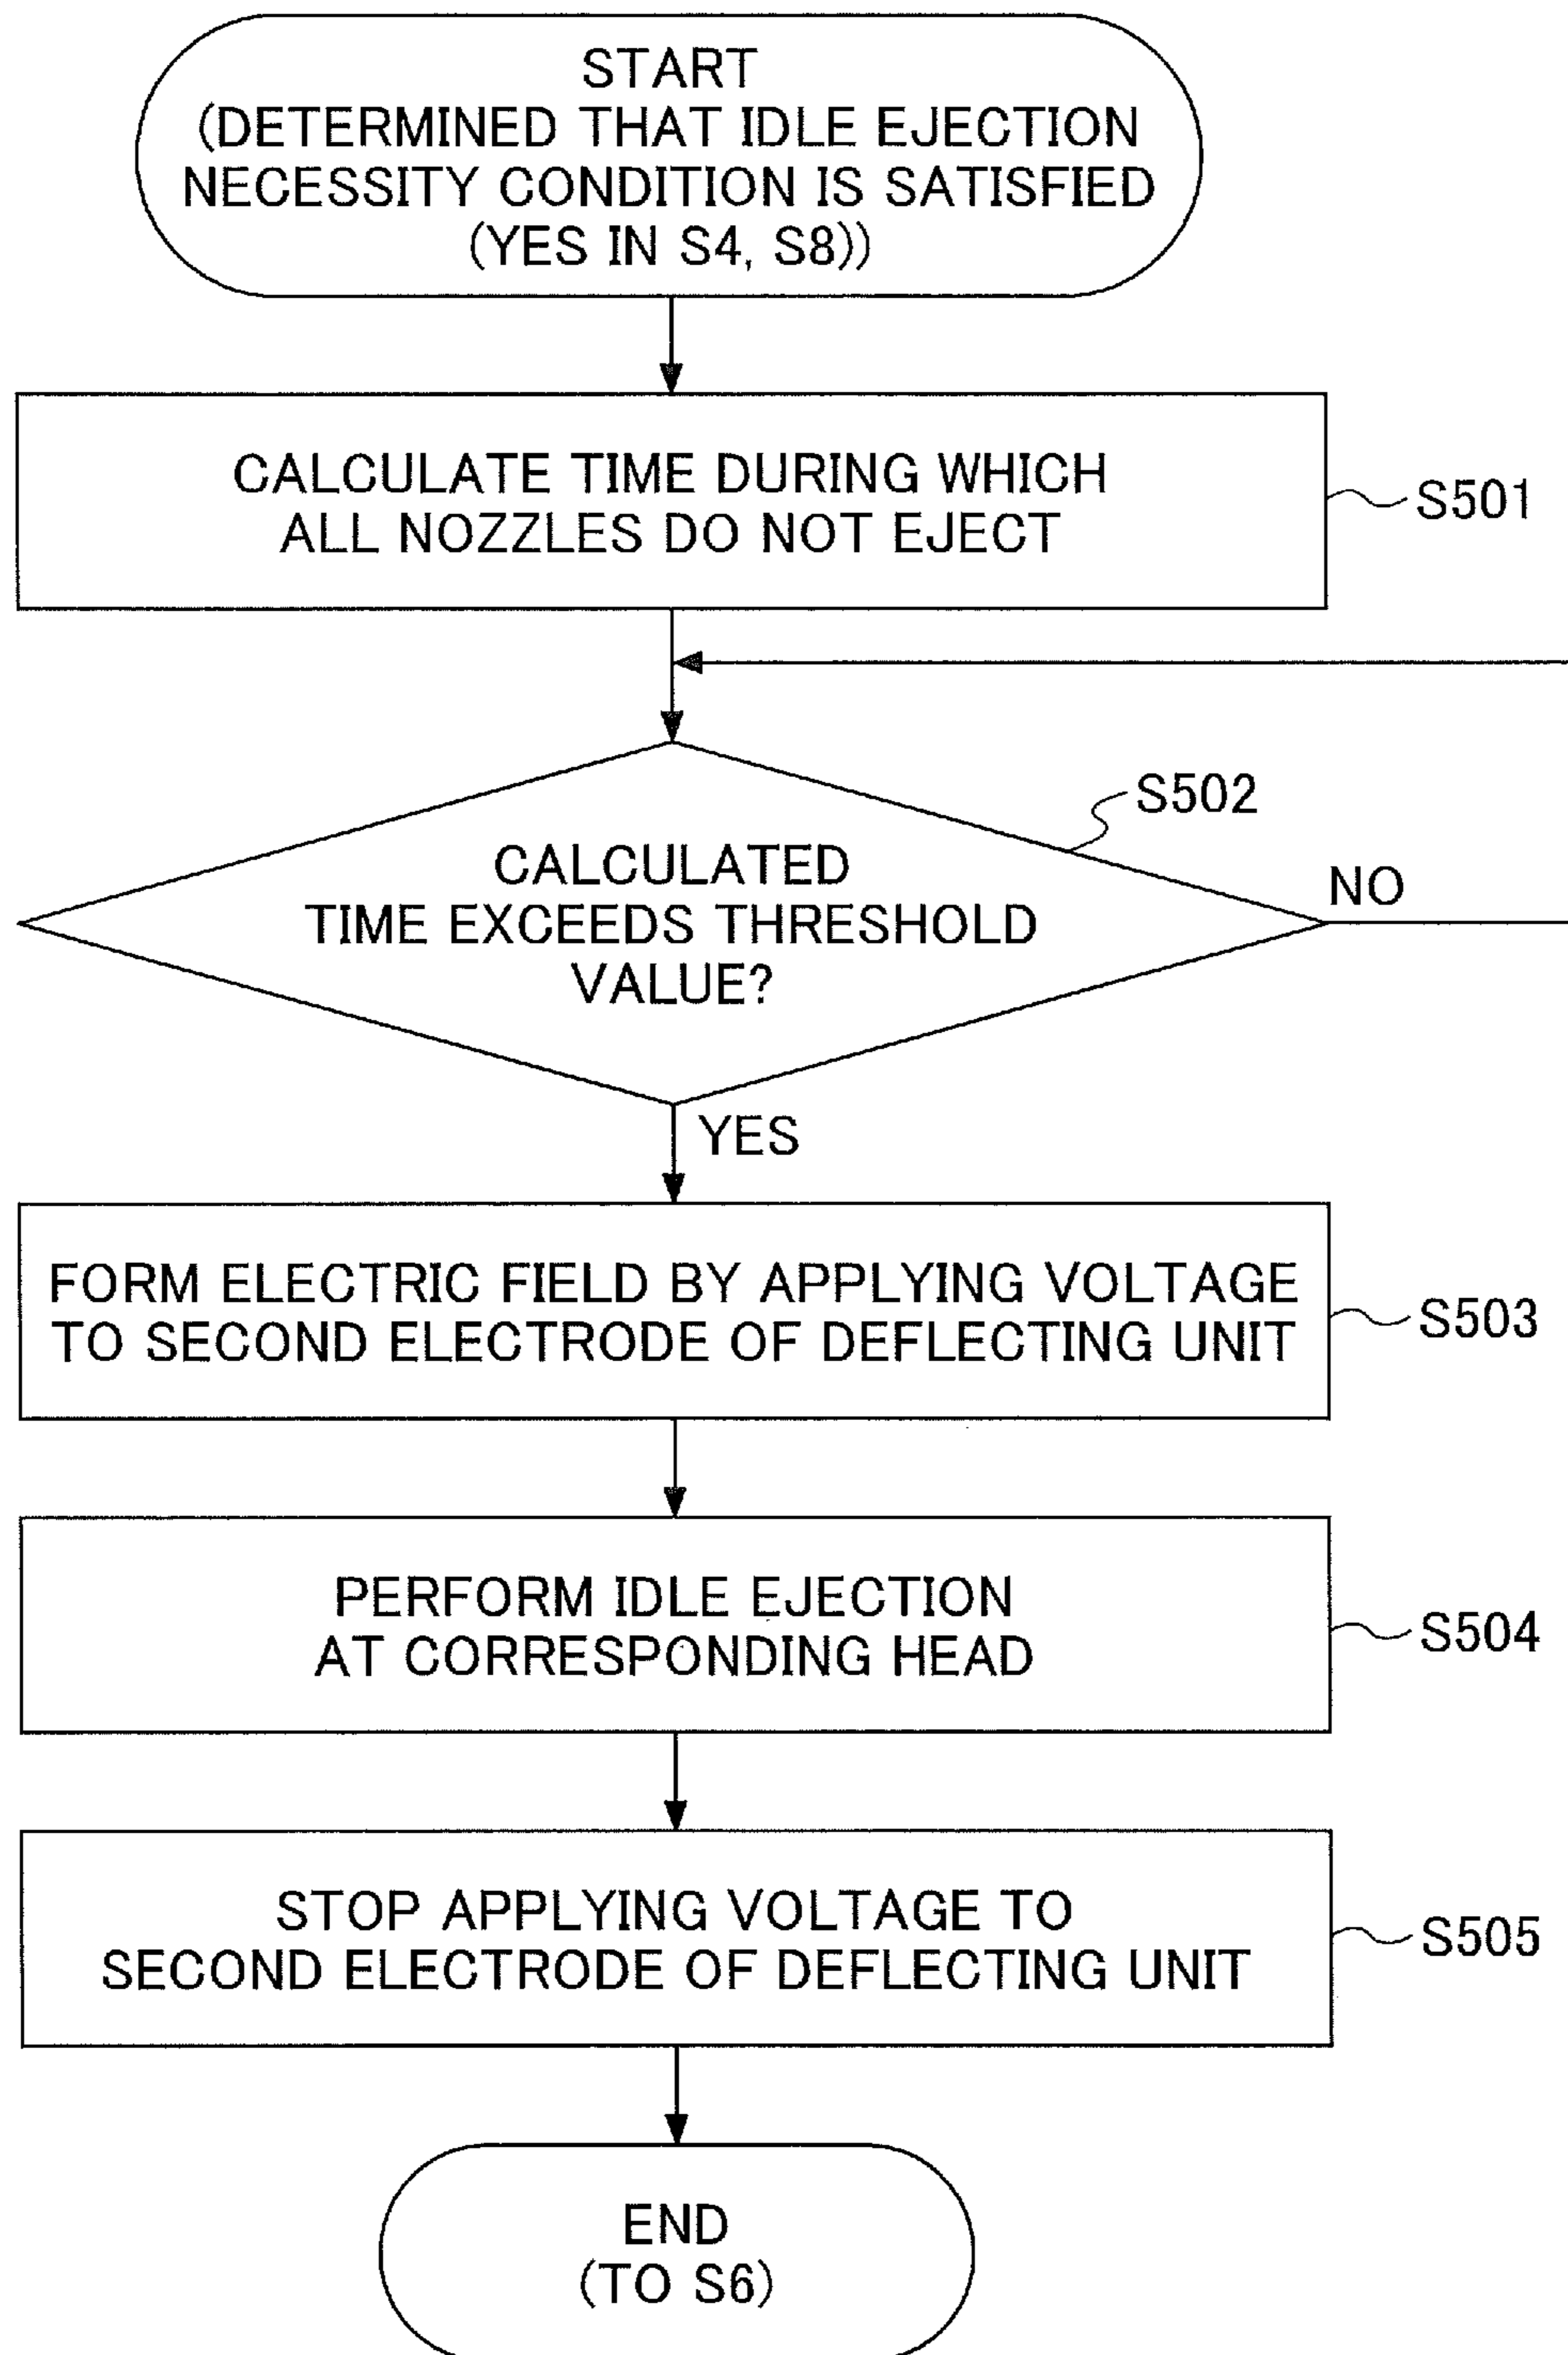 START
(DETERMINED THAT IDLE EJECTION
NECESSITY CONDITION IS SATISFIED
(YES IN S4, S8))
CALCULATE TIME DURING WHICH
ALL NOZZLES DO NOT EJECT
S501
S502
CALCULATED
TIME EXCEEDS THRESHOLD
VALUE?
NO
YES
FORM ELECTRIC FIELD BY APPLYING VOLTAGE
TO SECOND ELECTRODE OF DEFLECTING UNIT
S503
PERFORM IDLE EJECTION
AT CORRESPONDING HEAD
S504
STOP APPLYING VOLTAGE TO
SECOND ELECTRODE OF DEFLECTING UNIT
S505
END
(TO S6)